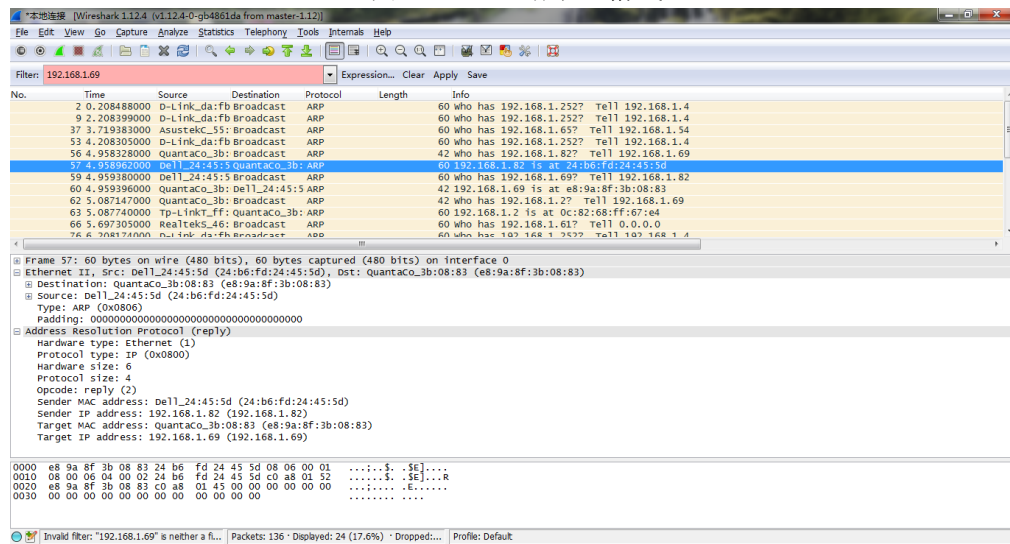 *本地连接 [Wireshark 1.12.4 (v1.12.4-0-gb4861da from master-1.12)]
File Edit View Go Capture Analyze Statistics Telephony Tools Internals Help
Filter: 192.168.1.69 Expression... Clear Apply Save
No. Time Source Destination Protocol Length Info
2 0.208488000 D-Link_da:fb Broadcast ARP 60 Who has 192.168.1.252? Tell 192.168.1.4
9 2.208399000 D-Link_da:fb Broadcast ARP 60 Who has 192.168.1.252? Tell 192.168.1.4
37 3.719383000 AsustekC_55: Broadcast ARP 60 Who has 192.168.1.65? Tell 192.168.1.54
53 4.208305000 D-Link_da:fb Broadcast ARP 60 Who has 192.168.1.252? Tell 192.168.1.4
56 4.958328000 QuantaCo_3b: Broadcast ARP 42 Who has 192.168.1.82? Tell 192.168.1.69
57 4.958962000 Dell_24:45:5 QuantaCo_3b: ARP 60 192.168.1.82 is at 24:b6:fd:24:45:5d
59 4.959380000 Dell_24:45:5 Broadcast ARP 60 Who has 192.168.1.69? Tell 192.168.1.82
60 4.959396000 QuantaCo_3b: Dell_24:45:5 ARP 42 192.168.1.69 is at e8:9a:8f:3b:08:83
62 5.087147000 QuantaCo_3b: Broadcast ARP 42 Who has 192.168.1.2? Tell 192.168.1.69
63 5.087740000 Tp-LinkT_ff: QuantaCo_3b: ARP 60 192.168.1.2 is at 0c:82:68:ff:67:e4
66 5.697305000 RealtekS_46: Broadcast ARP 60 Who has 192.168.1.61? Tell 0.0.0.0
76 6.208174000 D-Link_da:fb Broadcast ARP 60 Who has 192.168.1.252? Tell 192.168.1.4
Frame 57: 60 bytes on wire (480 bits), 60 bytes captured (480 bits) on interface 0
Ethernet II, Src: Dell_24:45:5d (24:b6:fd:24:45:5d), Dst: QuantaCo_3b:08:83 (e8:9a:8f:3b:08:83)
Destination: QuantaCo_3b:08:83 (e8:9a:8f:3b:08:83)
Source: Dell_24:45:5d (24:b6:fd:24:45:5d)
Type: ARP (0x0806)
Padding: 000000000000000000000000000000000000
Address Resolution Protocol (reply)
Hardware type: Ethernet (1)
Protocol type: IP (0x0800)
Hardware size: 6
Protocol size: 4
Opcode: reply (2)
Sender MAC address: Dell_24:45:5d (24:b6:fd:24:45:5d)
Sender IP address: 192.168.1.82 (192.168.1.82)
Target MAC address: QuantaCo_3b:08:83 (e8:9a:8f:3b:08:83)
Target IP address: 192.168.1.69 (192.168.1.69)
0000 e8 9a 8f 3b 08 83 24 b6 fd 24 45 5d 08 06 00 01 ...;..$. .$E]....
0010 08 00 06 04 00 02 24 b6 fd 24 45 5d c0 a8 01 52 ......$. .$E]...R
0020 e8 9a 8f 3b 08 83 c0 a8 01 45 00 00 00 00 00 00 ...;.... .E......
0030 00 00 00 00 00 00 00 00 00 00 00 00 ........ ....
Invalid filter: "192.168.1.69" is neither a fi... Packets: 136 · Displayed: 24 (17.6%) · Dropped:... Profile: Default